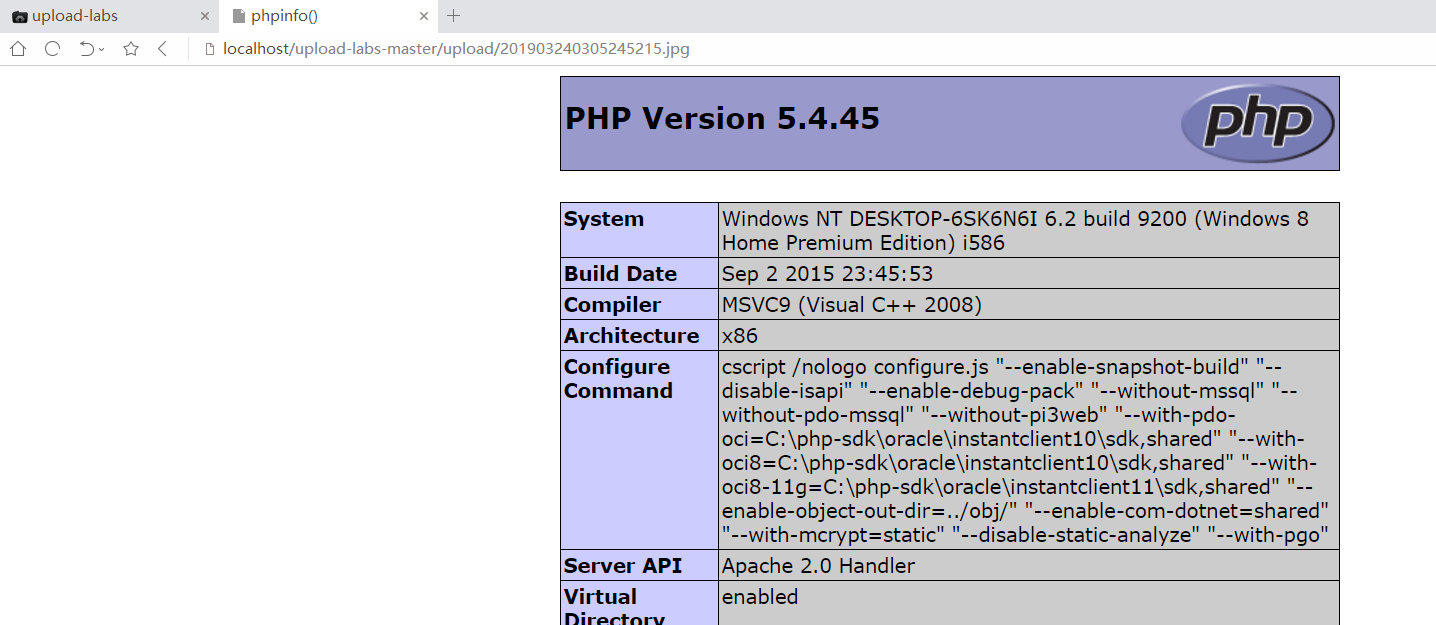 upload-labs
phpinfo()
localhost/upload-labs-master/upload/201903240305245215.jpg
PHP Version 5.4.45
php
System
Windows NT DESKTOP-6SK6N6I 6.2 build 9200 (Windows 8
Home Premium Edition) i586
Build Date
Sep 2 2015 23:45:53
Compiler
MSVC9 (Visual C++ 2008)
Architecture
x86
Configure
Command
cscript /nologo configure.js "--enable-snapshot-build" "--
disable-isapi" "--enable-debug-pack" "--without-mssql" "--
without-pdo-mssql" "--without-pi3web" "--with-pdo-
oci=C:\php-sdk\oracle\instantclient10\sdk,shared" "--with-
oci8=C:\php-sdk\oracle\instantclient10\sdk,shared" "--with-
oci8-11g=C:\php-sdk\oracle\instantclient11\sdk,shared" "--
enable-object-out-dir=../obj/" "--enable-com-dotnet=shared"
"--with-mcrypt=static" "--disable-static-analyze" "--with-pgo"
Server API
Apache 2.0 Handler
Virtual
Directory
enabled